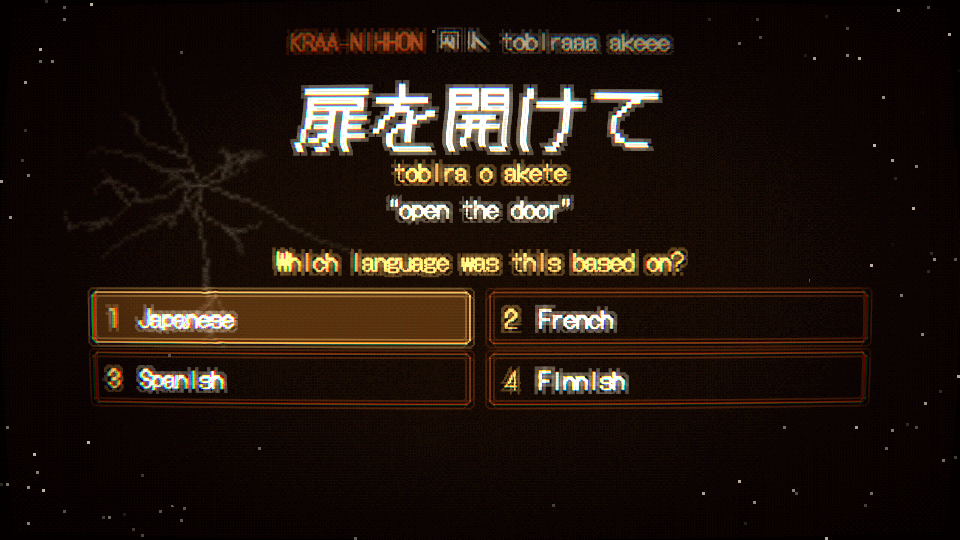 KRAA-NIHHON tobiraaa akeee
扉を開けて
tobira o akete
"open the door"
Which language was this based on?
1 Japanese
2 French
3 Spanish
4 Finnish